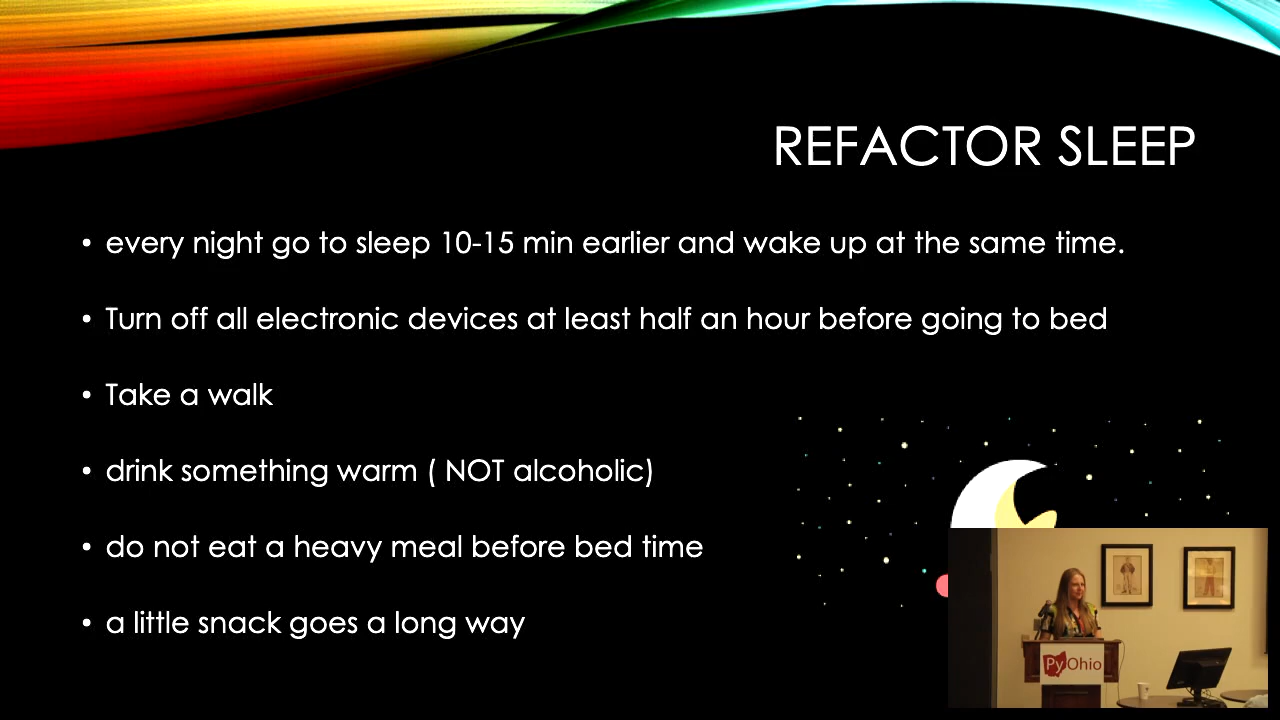 REFACTOR SLEEP
• every night go to sleep 10-15 min earlier and wake up at the same time.
• Turn off all electronic devices at least half an hour before going to bed
• Take a walk
• drink something warm ( NOT alcoholic)
• do not eat a heavy meal before bed time
• a little snack goes a long way
PyOhio